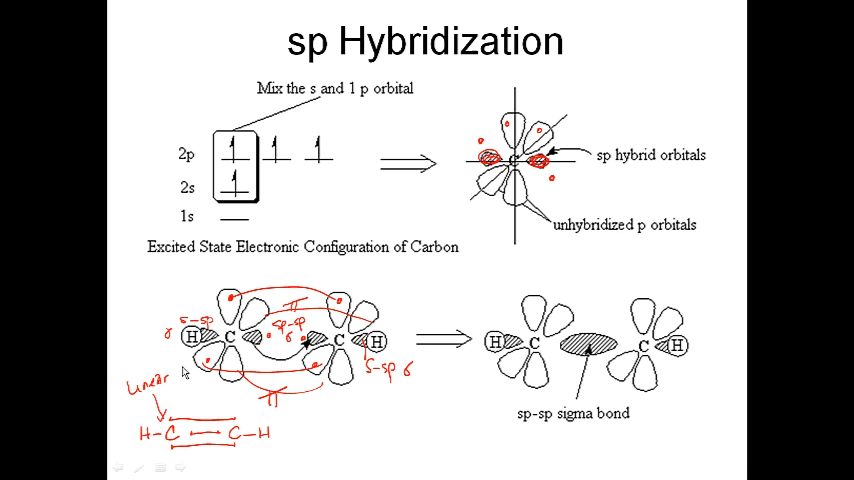 sp Hybridization
Mix the s and 1 p orbital
2p
2s
1s
C
sp hybrid orbitals
unhybridized p orbitals
Excited State Electronic Configuration of Carbon
s-sp
H
C
π
sp-sp
σ
C
H
s-sp σ
π
Linear
H-C-C-H
H
C
C
H
sp-sp sigma bond